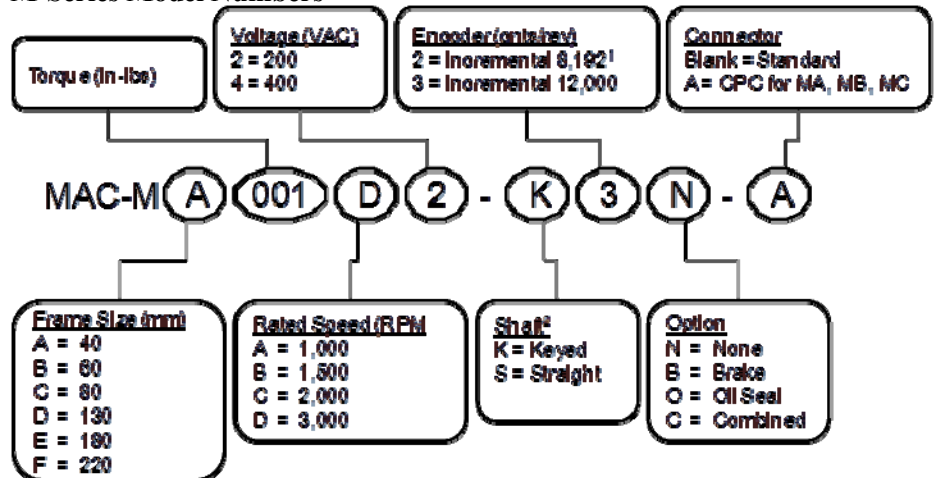 M-Series Model Numbers
Torque (in-lbs)
Voltage (VAC)
2 = 200
4 = 400
Encoder (cnts/rev)
2 = Incremental 8,192¹
3 = Incremental 12,000
Connector
Blank = Standard
A = CPC for MA, MB, MC
MAC-M A 001 D 2 - K 3 N - A
Frame Size (mm)
A = 40
B = 60
C = 80
D = 130
E = 180
F = 220
Rated Speed (RPM
A = 1,000
B = 1,500
C = 2,000
D = 3,000
Shaft²
K = Keyed
S = Straight
Option
N = None
B = Brake
O = Oil Seal
C = Combined